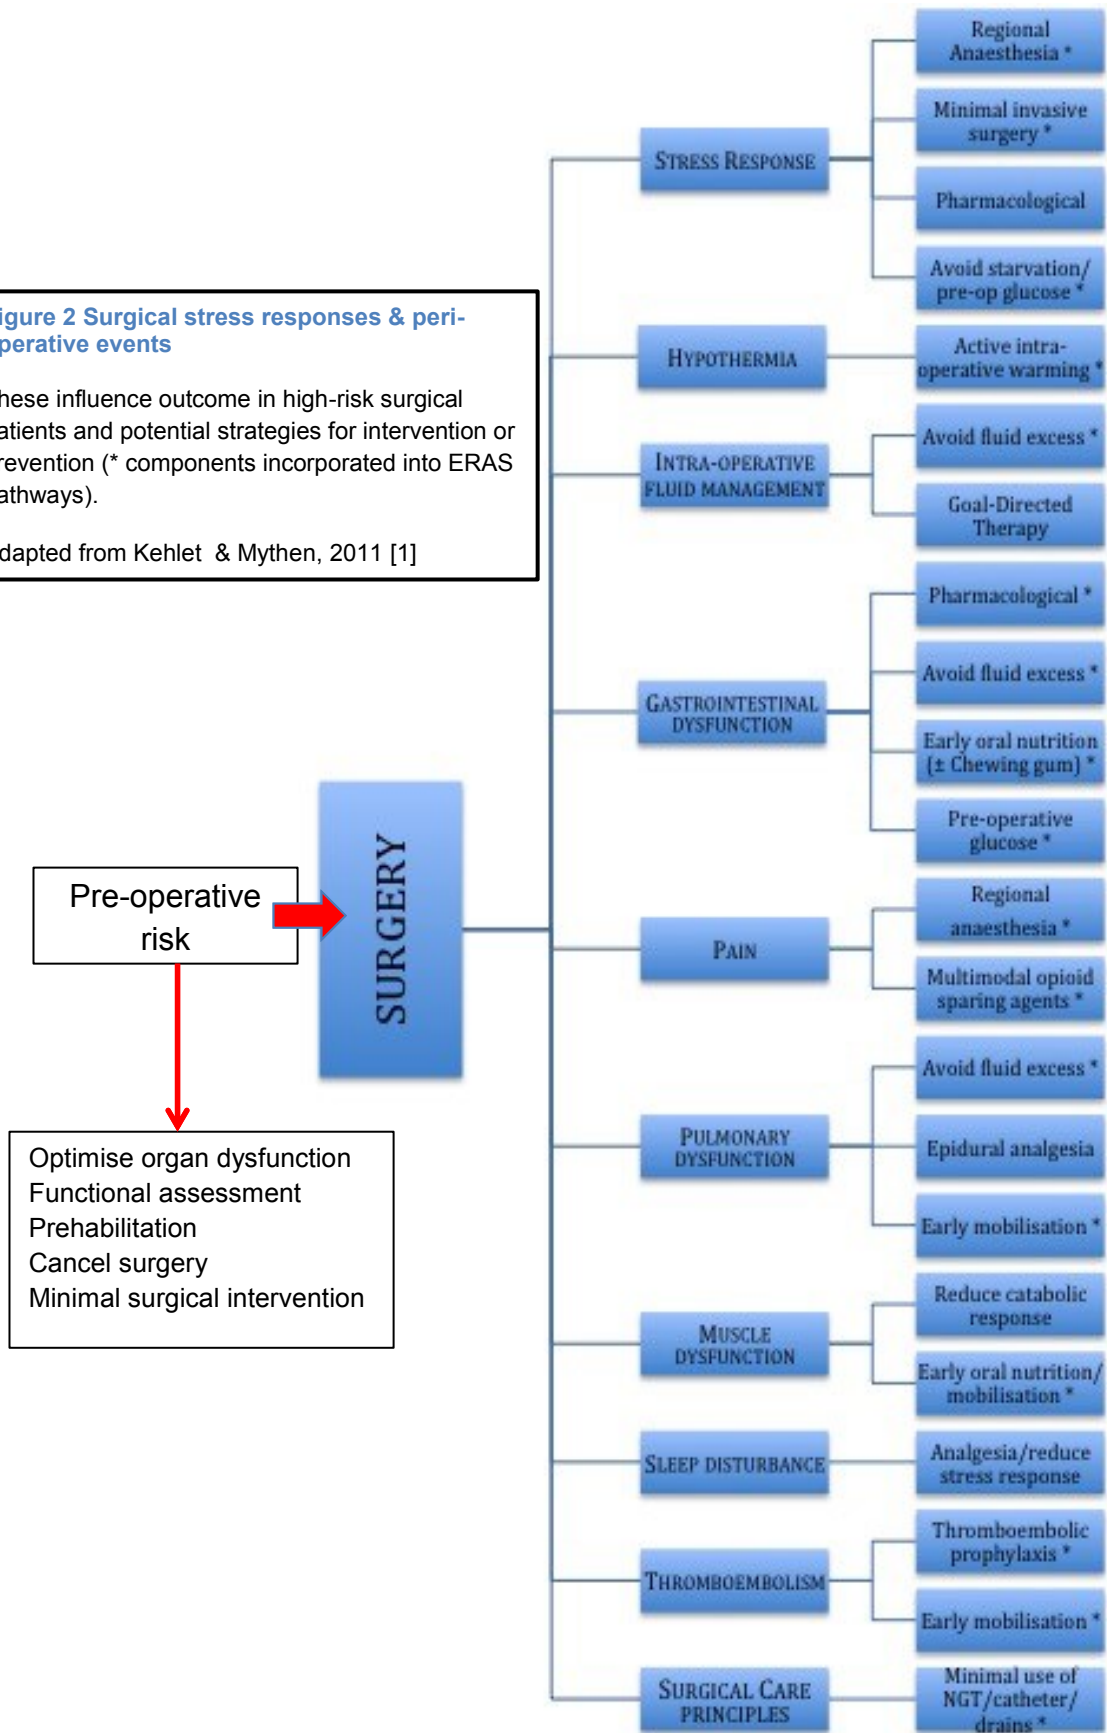 igure 2 Surgical stress responses & peri-
perative events
hese influence outcome in high-risk surgical
atients and potential strategies for intervention or
revention (* components incorporated into ERAS
athways).
dapted from Kehlet & Mythen, 2011 [1]
Pre-operative
risk
Optimise organ dysfunction
Functional assessment
Prehabilitation
Cancel surgery
Minimal surgical intervention
SURGERY
STRESS RESPONSE
Regional
Anaesthesia *
Minimal invasive
surgery *
Pharmacological
Avoid starvation/
pre-op glucose *
HYPOTHERMIA
Active intra-
operative warming *
INTRA-OPERATIVE
FLUID MANAGEMENT
Avoid fluid excess *
Goal-Directed
Therapy
GASTROINTESTINAL
DYSFUNCTION
Pharmacological *
Avoid fluid excess *
Early oral nutrition
(± Chewing gum) *
Pre-operative
glucose *
PAIN
Regional
anaesthesia *
Multimodal opioid
sparing agents *
PULMONARY
DYSFUNCTION
Avoid fluid excess *
Epidural analgesia
Early mobilisation *
MUSCLE
DYSFUNCTION
Reduce catabolic
response
Early oral nutrition/
mobilisation *
SLEEP DISTURBANCE
Analgesia/reduce
stress response
THROMBOEMBOLISM
Thromboembolic
prophylaxis *
Early mobilisation *
SURGICAL CARE
PRINCIPLES
Minimal use of
NGT/catheter/
drains *